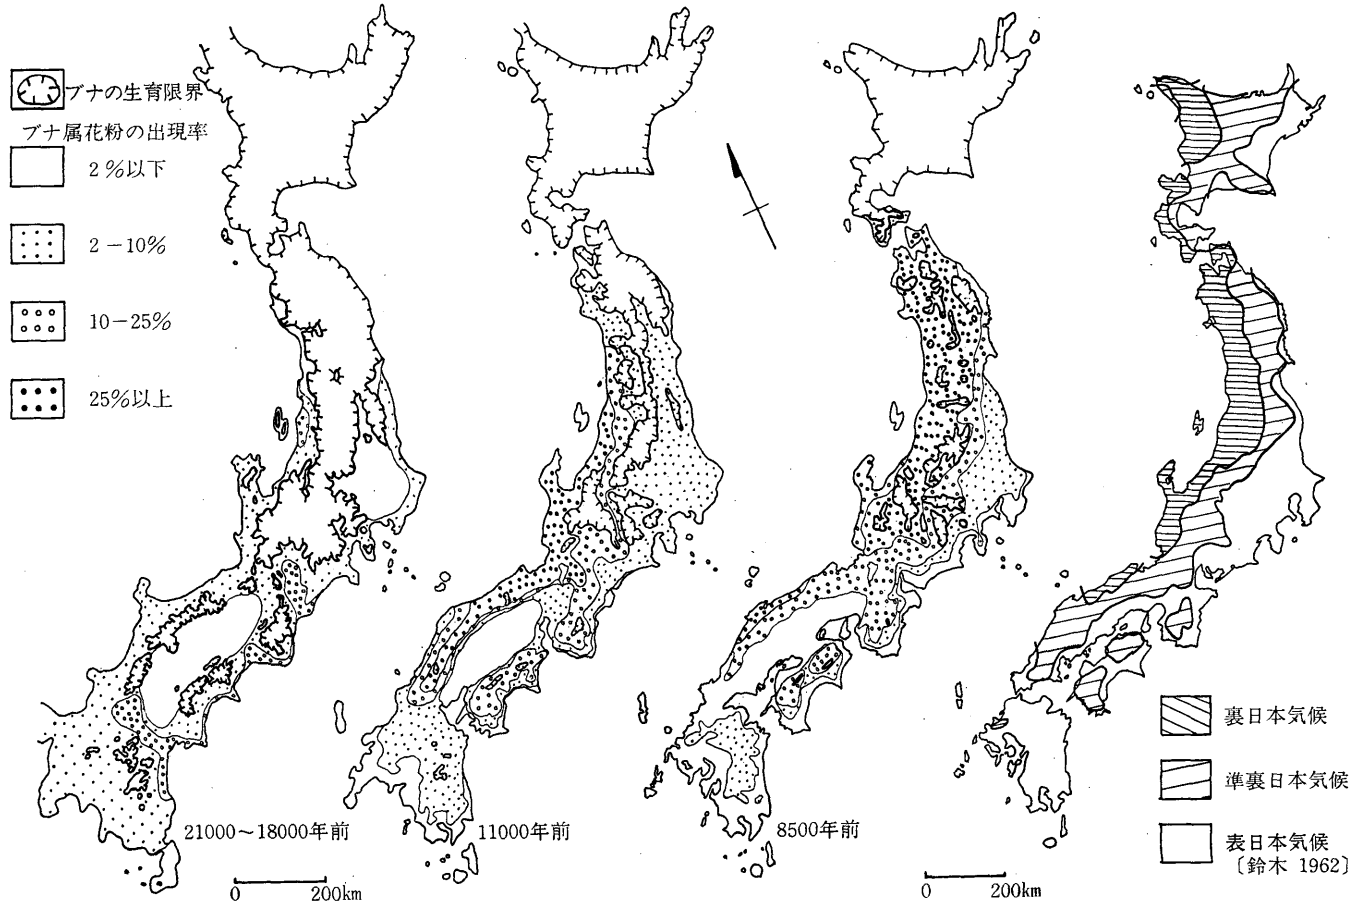 ブナの生育限界
ブナ属花粉の出現率
2%以下
2-10%
10-25%
25%以上
21000~18000年前
0 200km
11000年前
8500年前
0 200km
裏日本気候
準裏日本気候
表日本気候
〔鈴木 1962〕